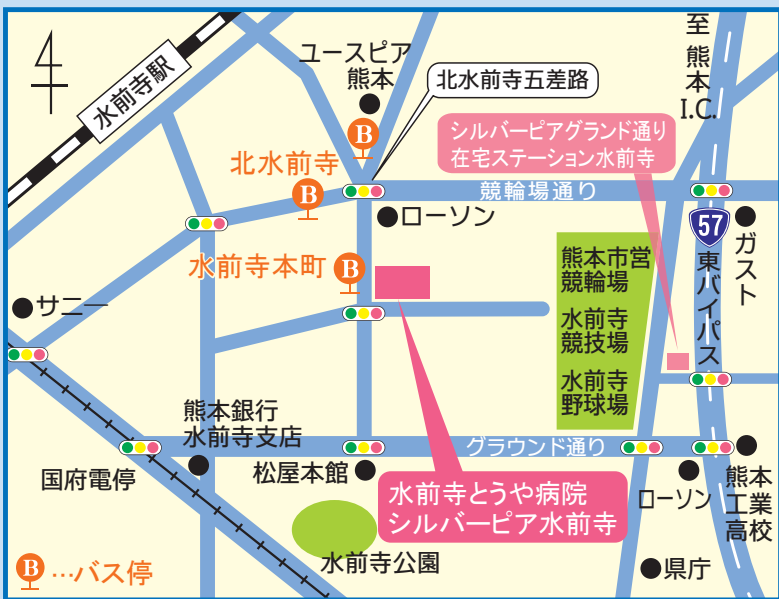 水前寺駅
ユースピア
熊本
北水前寺五差路
至
熊本
I.C.
シルバーピアグランド通り
在宅ステーション水前寺
B
北水前寺
B
競輪場通り
57
東バイパス
ガスト
ローソン
水前寺本町
B
サニー
熊本市営
競輪場
水前寺
競技場
水前寺
野球場
熊本銀行
水前寺支店
国府電停
松屋本館
グラウンド通り
水前寺とうや病院
シルバーピア水前寺
ローソン
熊本
工業
高校
水前寺公園
県庁
B…バス停